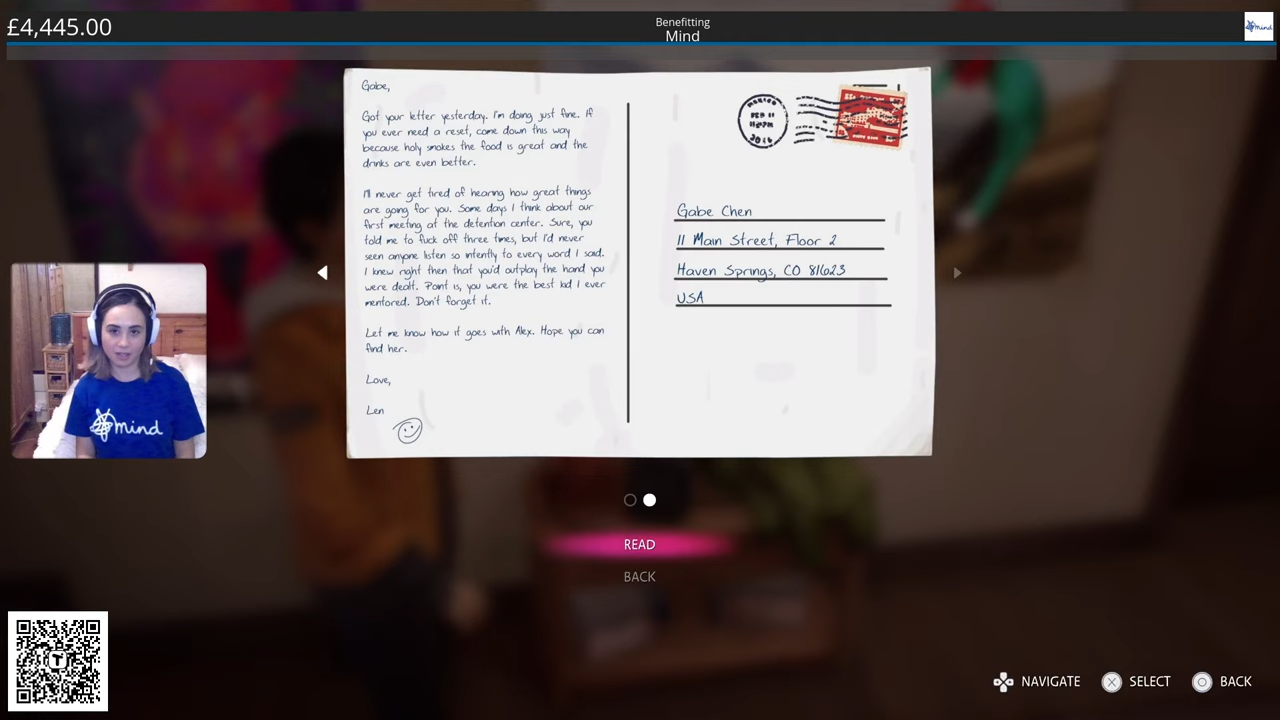 £4,445.00
Benefitting
Mind
mind
Gabe,
Got your letter yesterday. I'm doing just fine. If
you ever need a reset, come down this way
because holy smokes the food is great and the
drinks are even better.
I'll never get tired of hearing how great things
are going for you. Some days I think about our
first meeting at the detention center. Sure, you
told me to fuck off three times, but I'd never
seen anyone listen so intently to every word I said.
I knew right then that you'd outplay the hand you
were dealt. Point is, you were the best kid I ever
mentored. Don't forget it.
Let me know how it goes with Alex. Hope you can
find her.
Love,
Len
MEXICO
FEB 11
2016
Gabe Chen
11 Main Street, Floor 2
Haven Springs, CO 81623
USA
mind
READ
BACK
T
NAVIGATE
SELECT
BACK